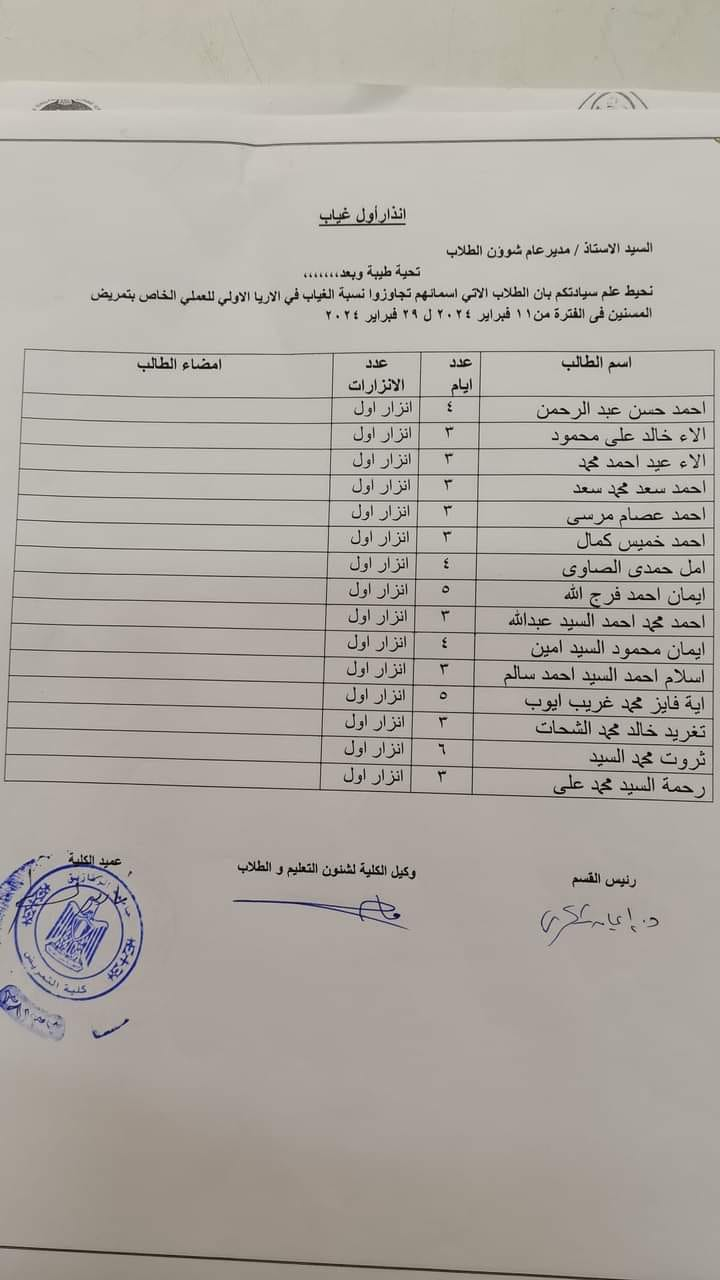 انذار أول غياب
السيد الاستاذ / مدير عام شوؤن الطلاب
تحية طيبة وبعد،،،،،،،
نحيط علم سيادتكم بان الطلاب الاتي اسمائهم تجاوزوا نسبة الغياب في الاريا الاولي للعملي الخاص بتمريض
المسنين فى الفترة من ١١ فبراير ٢٠٢٤ ل ٢٩ فبراير ٢٠٢٤
اسم الطالب عدد ايام عدد الانزارات امضاء الطالب
احمد حسن عبد الرحمن ٤ انزار اول
الاء خالد على محمود ٣ انزار اول
الاء عيد احمد محمد ٣ انزار اول
احمد سعد محمد سعد ٣ انزار اول
احمد عصام مرسى ٣ انزار اول
احمد خميس كمال ٣ انزار اول
امل حمدى الصاوى ٤ انزار اول
ايمان احمد فرج الله ٥ انزار اول
احمد محمد احمد السيد عبدالله ٣ انزار اول
ايمان محمود السيد امين ٤ انزار اول
اسلام احمد السيد احمد سالم ٣ انزار اول
اية فايز محمد غريب ايوب ٥ انزار اول
تغريد خالد محمد الشحات ٣ انزار اول
ثروت محمد السيد ٦ انزار اول
رحمة السيد محمد على ٣ انزار اول
رئيس القسم
وكيل الكلية لشئون التعليم و الطلاب
عميد الكلية
جامعة الزقازيق
كلية التمريض